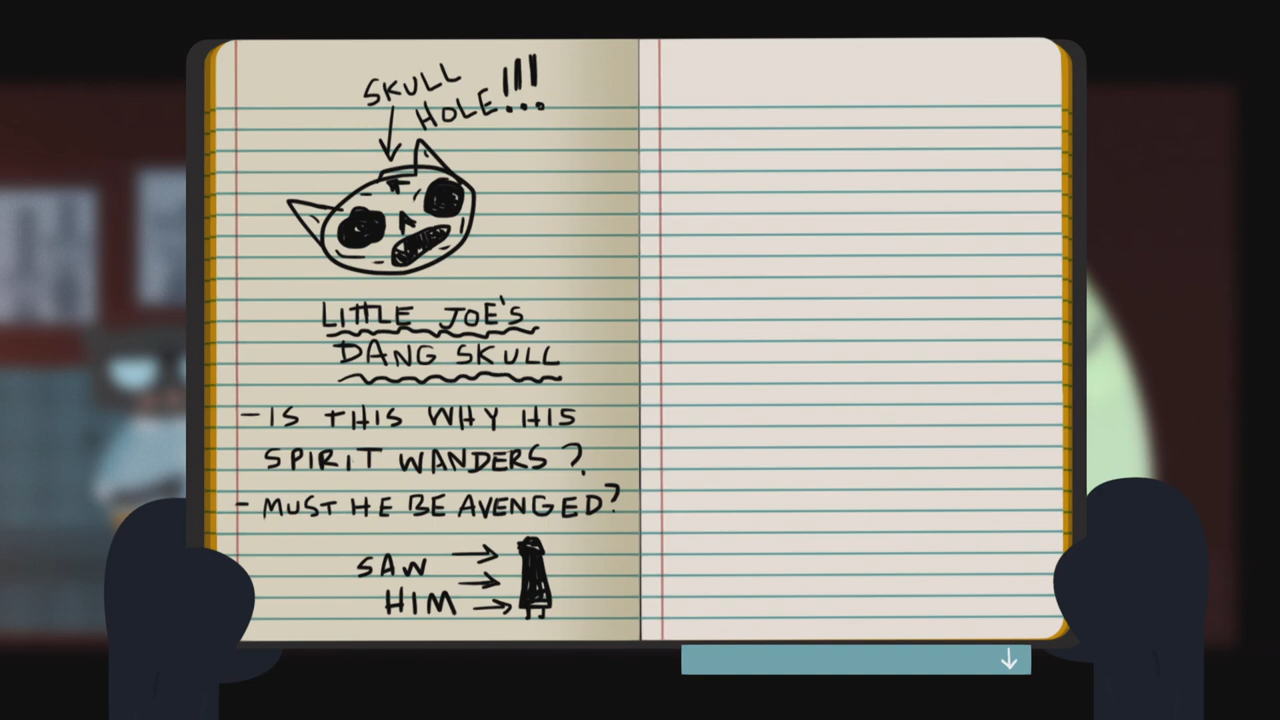 SKULL
HOLE!!!
LITTLE JOE'S
DANG SKULL
- IS THIS WHY HIS
SPIRIT WANDERS?
- MUST HE BE AVENGED?
SAW
HIM